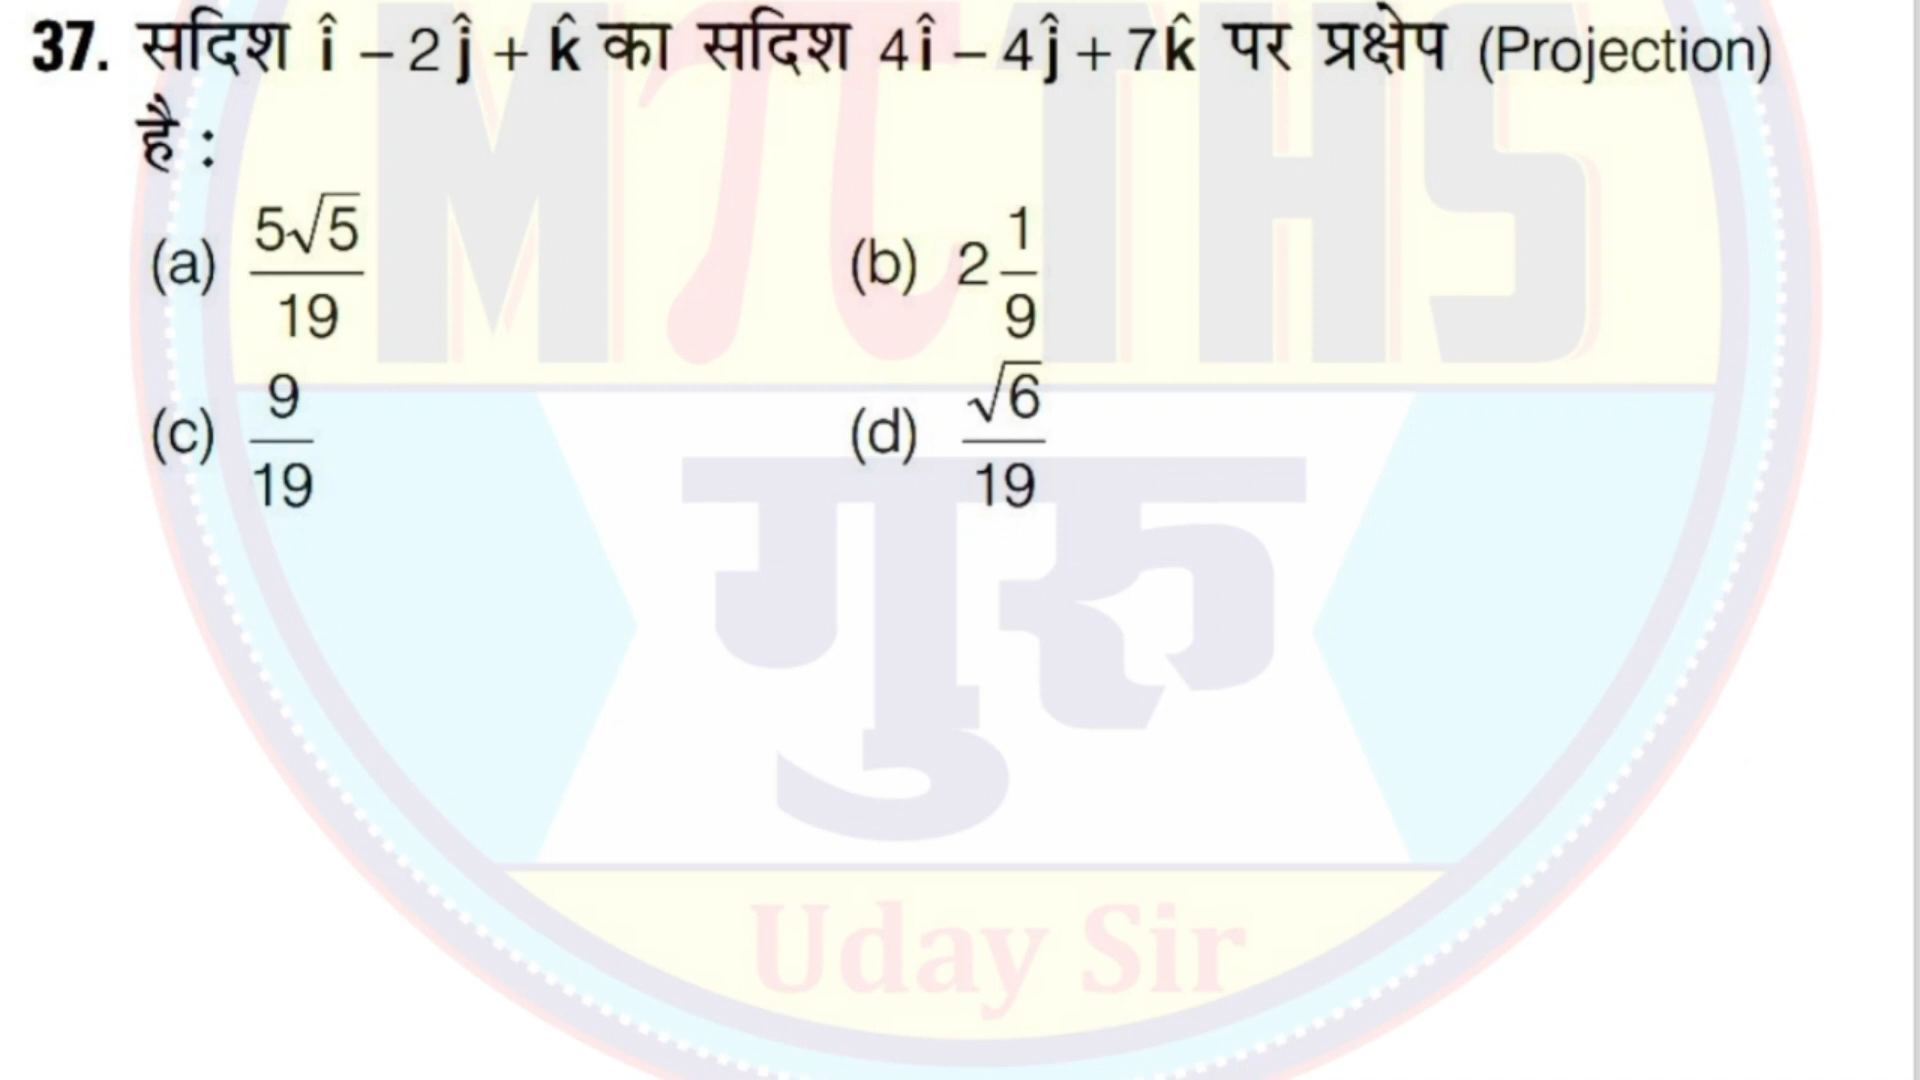 37. सदिश î – 2ĵ + k̂ का सदिश 4î – 4ĵ + 7k̂ पर प्रक्षेप (Projection)
है :
(a) 5√5/19 (b) 2 1/9
(c) 9/19 (d) √6/19
MπTHS
गुरु
Uday Sir